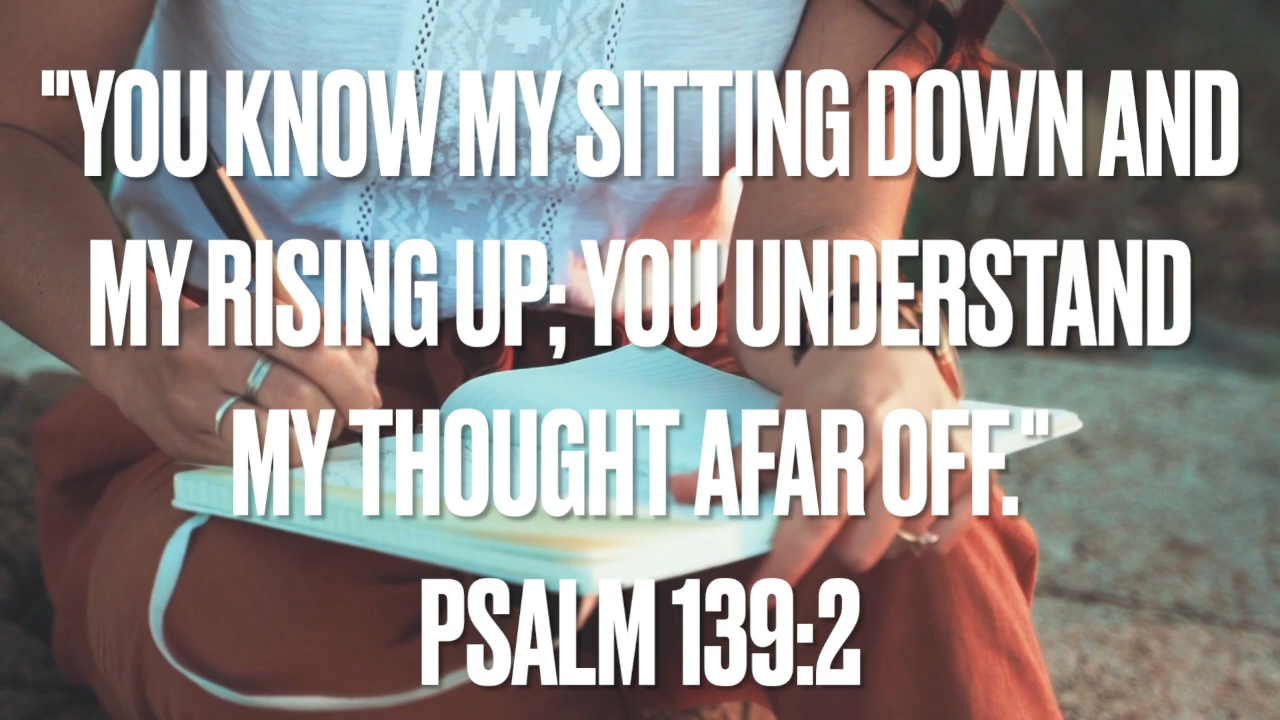 "YOU KNOW MY SITTING DOWN AND
MY RISING UP; YOU UNDERSTAND
MY THOUGHT AFAR OFF."
PSALM 139:2